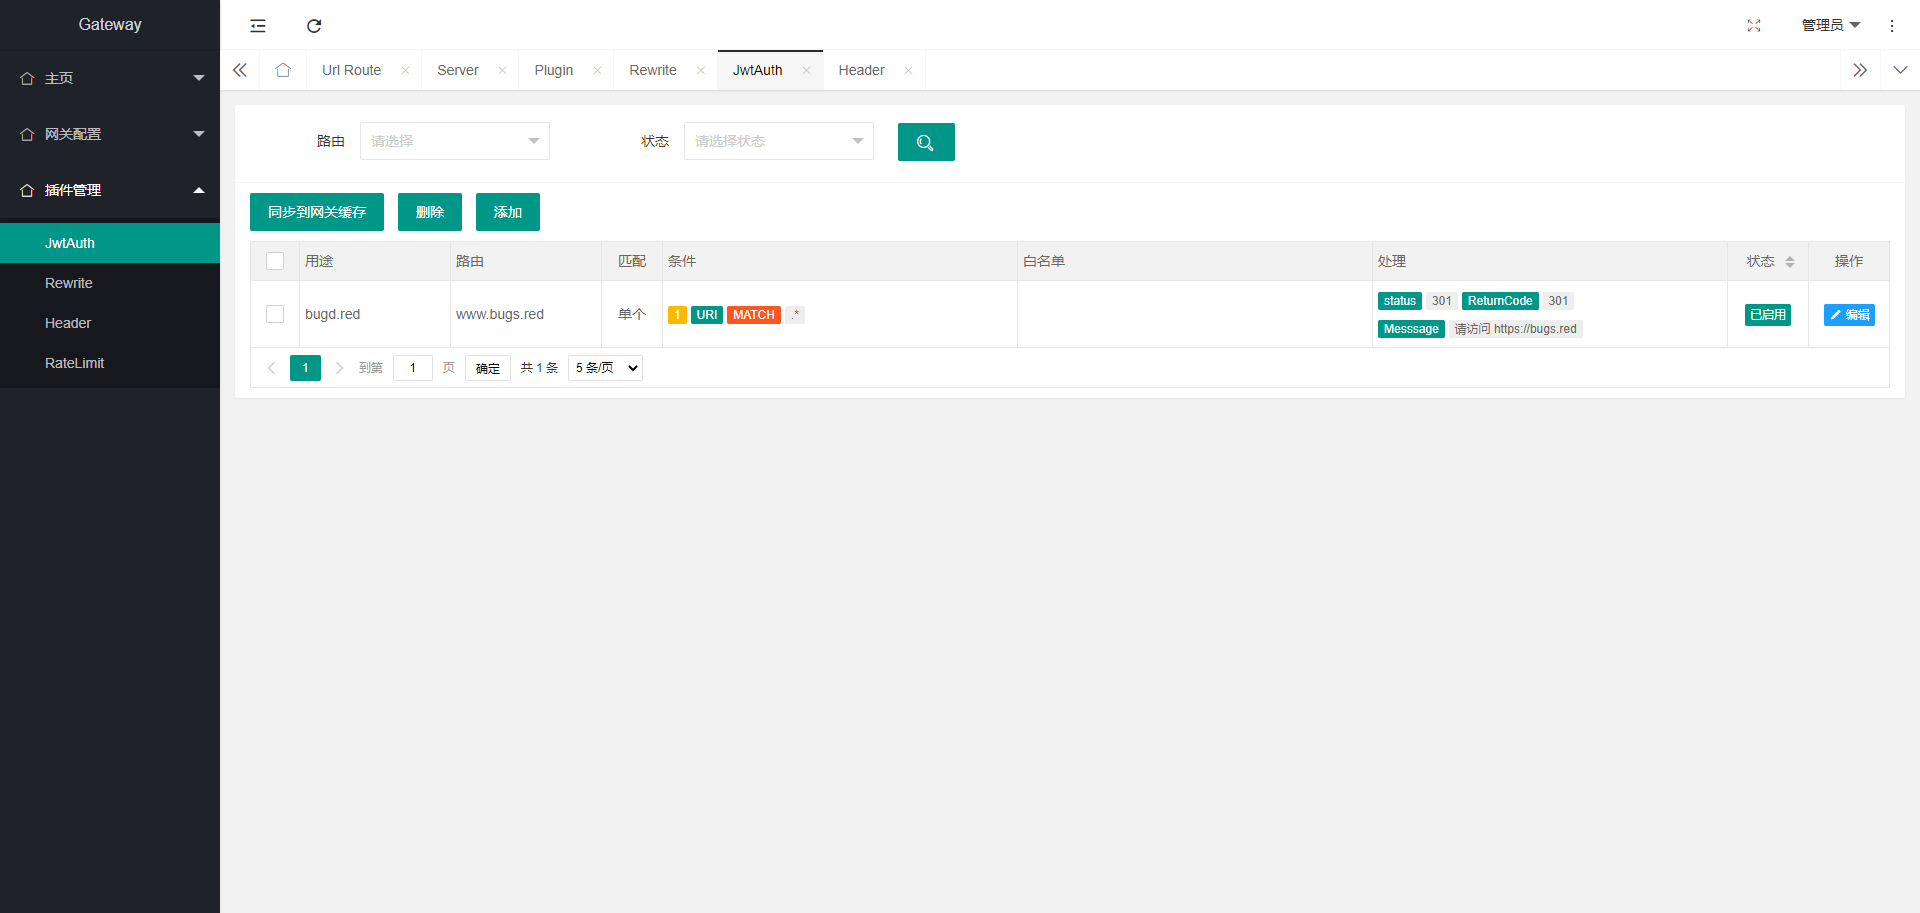 Gateway
管理员
主页
网关配置
插件管理
JwtAuth
Rewrite
Header
RateLimit
Url Route
Server
Plugin
Rewrite
JwtAuth
Header
路由
请选择
状态
请选择状态
同步到网关缓存
删除
添加
用途
路由
匹配
条件
白名单
处理
状态
操作
bugd.red
www.bugs.red
单个
1 URI MATCH .*
status 301 ReturnCode 301
Messsage 请访问 https://bugs.red
已启用
编辑
1 到第 1 页 确定 共 1 条 5 条/页